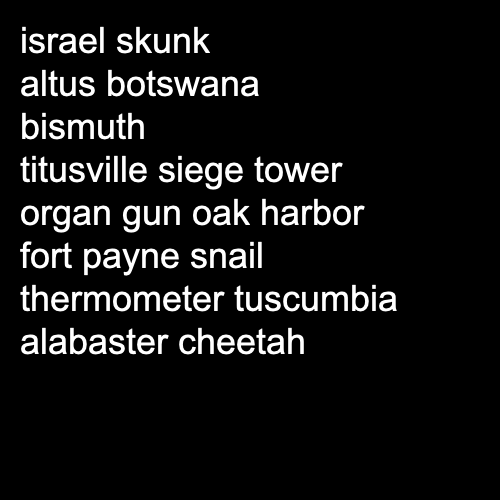 israel skunk
altus botswana
bismuth
titusville siege tower
organ gun oak harbor
fort payne snail
thermometer tuscumbia
alabaster cheetah